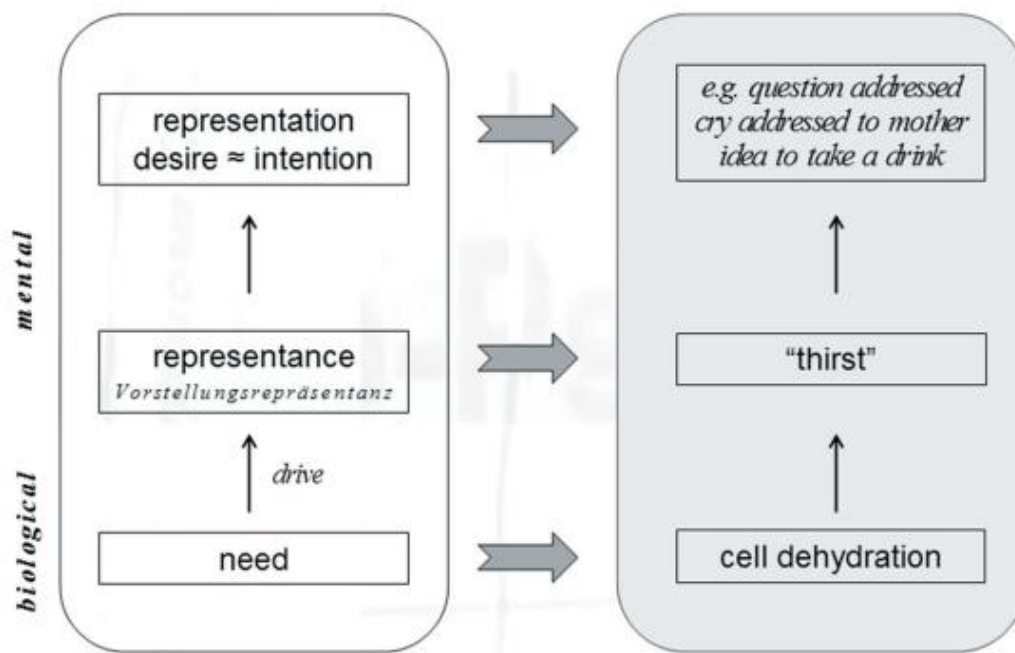 representation
desire ≈ intention
e.g. question addressed
cry addressed to mother
idea to take a drink
mental
representance
Vorstellungsrepräsentanz
"thirst"
drive
biological
need
cell dehydration